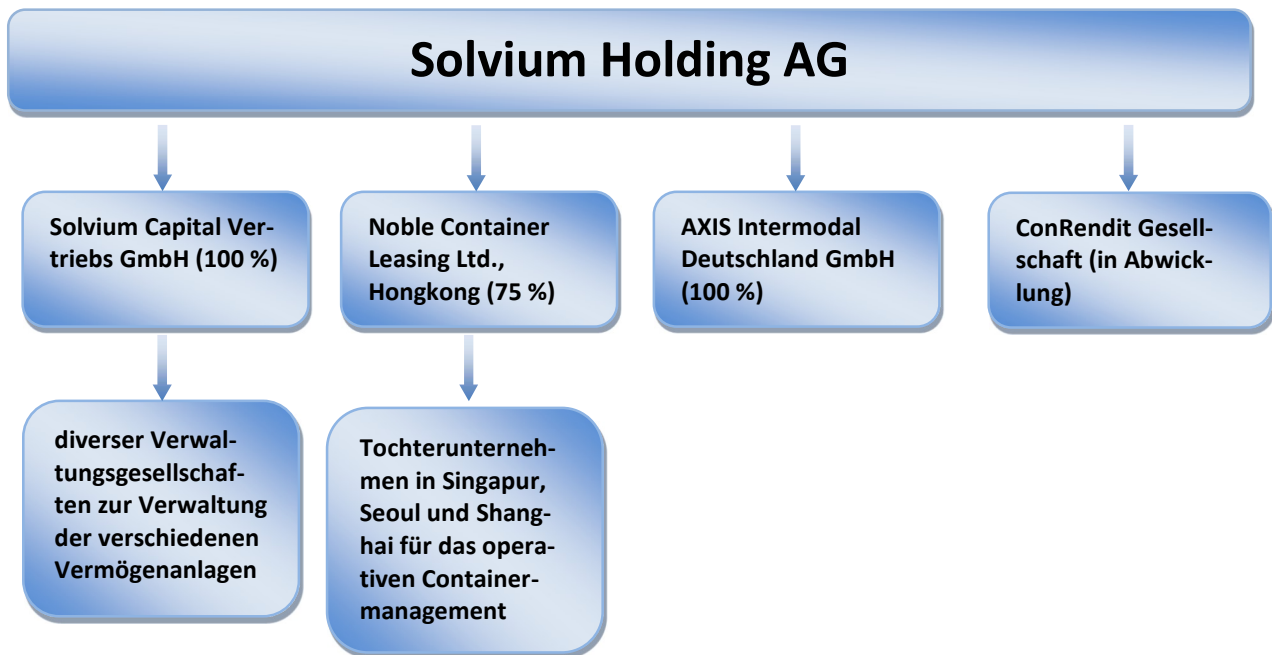 Solvium Holding AG
Solvium Capital Ver-
triebs GmbH (100 %)
Noble Container
Leasing Ltd.,
Hongkong (75 %)
AXIS Intermodal
Deutschland GmbH
(100 %)
ConRendit Gesell-
schaft (in Abwick-
lung)
diverser Verwal-
tungsgesellschaf-
ten zur Verwaltung
der verschiedenen
Vermögenanlagen
Tochterunterneh-
men in Singapur,
Seoul und Shang-
hai für das opera-
tiven Container-
management